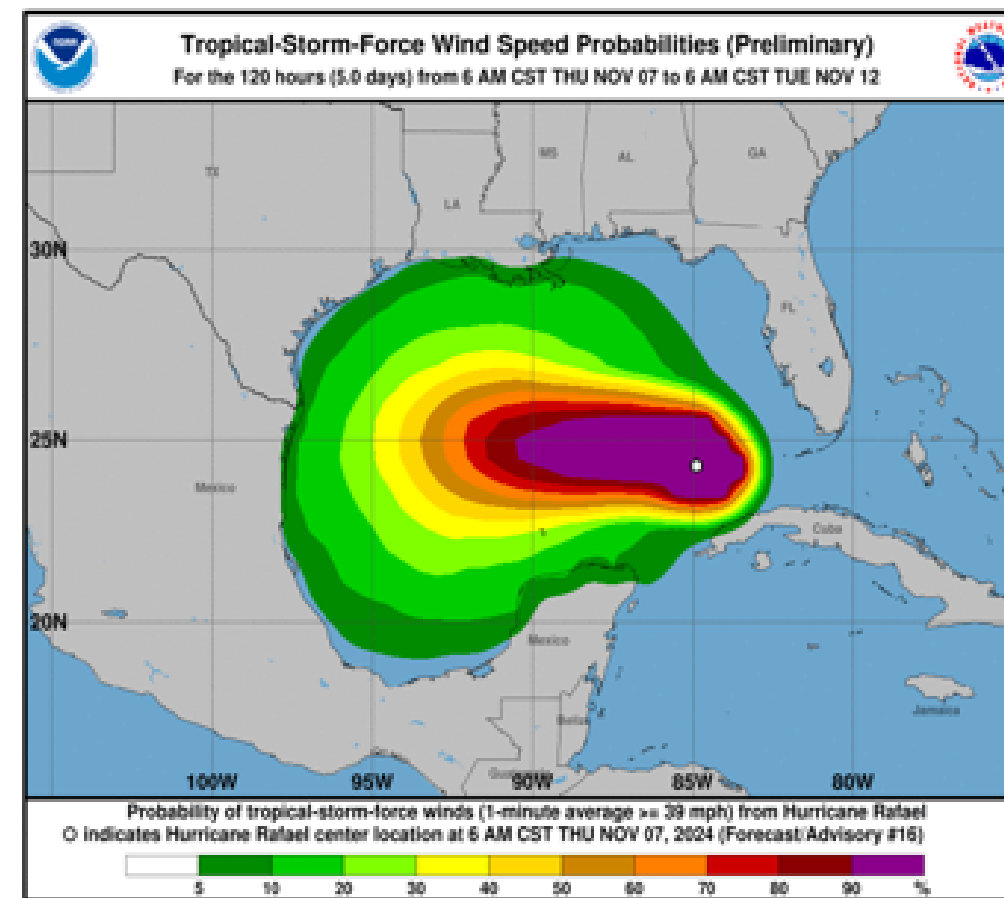 Tropical-Storm-Force Wind Speed Probabilities (Preliminary)
For the 120 hours (5.0 days) from 6 AM CST THU NOV 07 to 6 AM CST TUE NOV 12
NOAA
MS
AL
GA
TX
LA
30N
FL
25N
Mexico
Cuba
20N
Mexico
Belize
Jamaica
Guatemala
100W 95W 90W 85W 80W
Probability of tropical-storm-force winds (1-minute average >= 39 mph) from Hurricane Rafael
O indicates Hurricane Rafael center location at 6 AM CST THU NOV 07, 2024 (Forecast/Advisory #16)
5 10 20 30 40 50 60 70 80 90 %